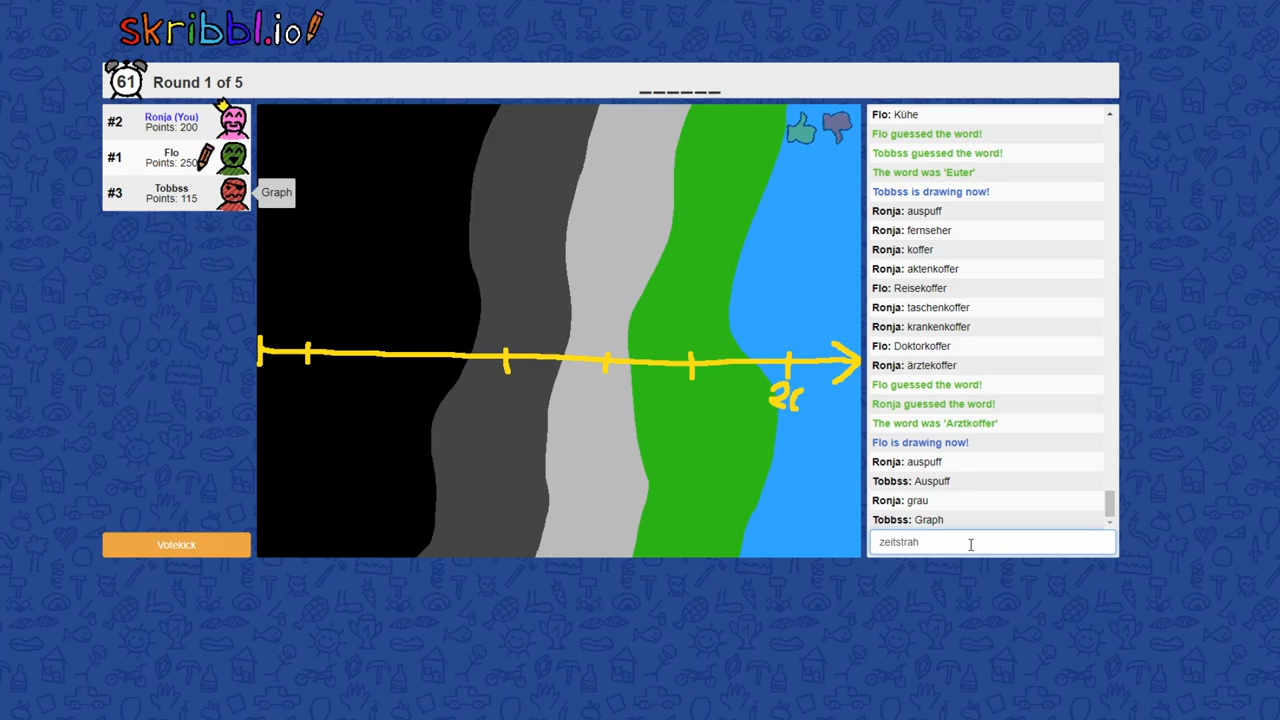 skribbl.io
61 Round 1 of 5
______
#2 Ronja (You)
Points: 200
#1 Flo
Points: 250
#3 Tobbss
Points: 115
Graph
Votekick
20
Flo: Kühe
Flo guessed the word!
Tobbss guessed the word!
The word was 'Euter'
Tobbss is drawing now!
Ronja: auspuff
Ronja: fernseher
Ronja: koffer
Ronja: aktenkoffer
Flo: Reisekoffer
Ronja: taschenkoffer
Ronja: krankenkoffer
Flo: Doktorkoffer
Ronja: ärztekoffer
Flo guessed the word!
Ronja guessed the word!
The word was 'Arztkoffer'
Flo is drawing now!
Ronja: auspuff
Tobbss: Auspuff
Ronja: grau
Tobbss: Graph
zeitstrah